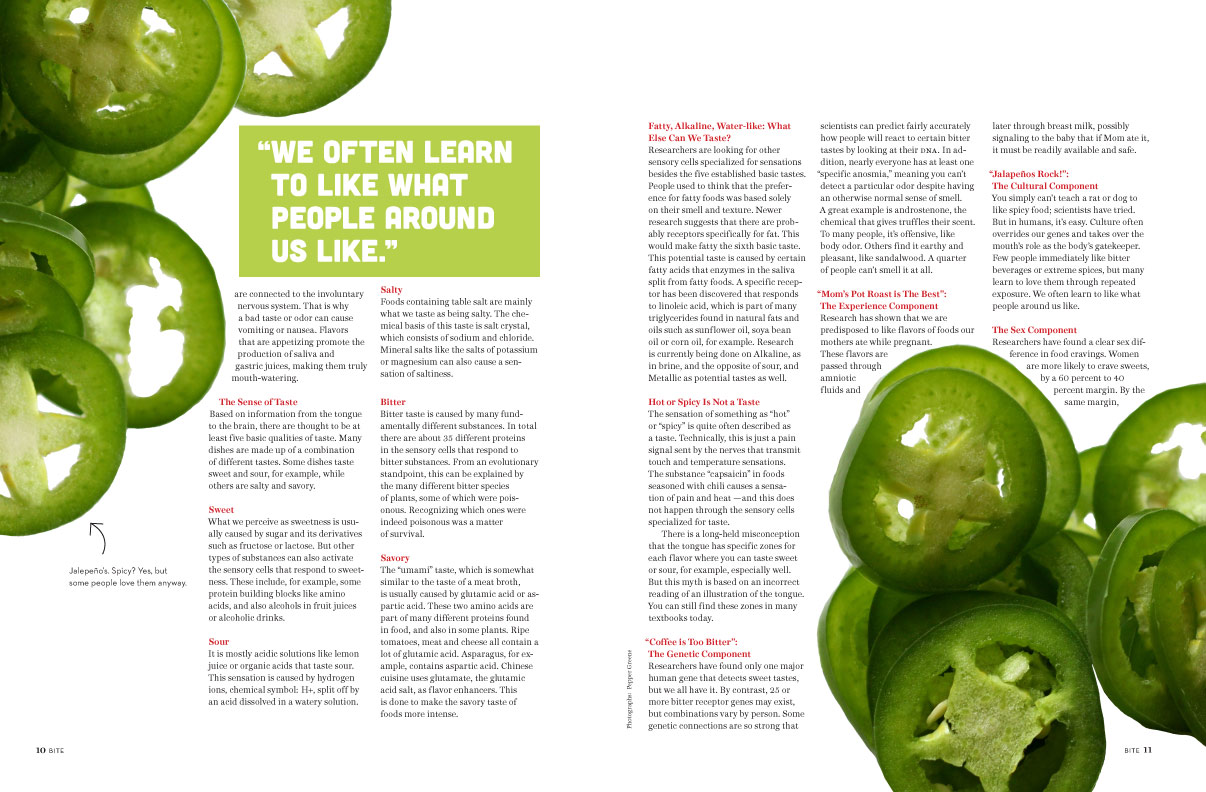 “WE OFTEN LEARN
TO LIKE WHAT
PEOPLE AROUND
US LIKE.”
are connected to the involuntary
nervous system. That is why
a bad taste or odor can cause
vomiting or nausea. Flavors
that are appetizing promote the
production of saliva and
gastric juices, making them truly
mouth-watering.
The Sense of Taste
Based on information from the tongue
to the brain, there are thought to be at
least five basic qualities of taste. Many
dishes are made up of a combination
of different tastes. Some dishes taste
sweet and sour, for example, while
others are salty and savory.
Sweet
What we perceive as sweetness is usu-
ally caused by sugar and its derivatives
such as fructose or lactose. But other
types of substances can also activate
the sensory cells that respond to sweet-
ness. These include, for example, some
protein building blocks like amino
acids, and also alcohols in fruit juices
or alcoholic drinks.
Sour
It is mostly acidic solutions like lemon
juice or organic acids that taste sour.
This sensation is caused by hydrogen
ions, chemical symbol: H+, split off by
an acid dissolved in a watery solution.
Jalepeño's. Spicy? Yes, but
some people love them anyway.
10 BITE
Salty
Foods containing table salt are mainly
what we taste as being salty. The che-
mical basis of this taste is salt crystal,
which consists of sodium and chloride.
Mineral salts like the salts of potassium
or magnesium can also cause a sen-
sation of saltiness.
Bitter
Bitter taste is caused by many fund-
amentally different substances. In total
there are about 35 different proteins
in the sensory cells that respond to
bitter substances. From an evolutionary
standpoint, this can be explained by
the many different bitter species
of plants, some of which were pois-
onous. Recognizing which ones were
indeed poisonous was a matter
of survival.
Savory
The “umami” taste, which is somewhat
similar to the taste of a meat broth,
is usually caused by glutamic acid or as-
partic acid. These two amino acids are
part of many different proteins found
in food, and also in some plants. Ripe
tomatoes, meat and cheese all contain a
lot of glutamic acid. Asparagus, for ex-
ample, contains aspartic acid. Chinese
cuisine uses glutamate, the glutamic
acid salt, as flavor enhancers. This
is done to make the savory taste of
foods more intense.
Photographs: Pepper Greene
Fatty, Alkaline, Water-like: What
Else Can We Taste?
Researchers are looking for other
sensory cells specialized for sensations
besides the five established basic tastes.
People used to think that the prefer-
ence for fatty foods was based solely
on their smell and texture. Newer
research suggests that there are prob-
ably receptors specifically for fat. This
would make fatty the sixth basic taste.
This potential taste is caused by certain
fatty acids that enzymes in the saliva
split from fatty foods. A specific recep-
tor has been discovered that responds
to linoleic acid, which is part of many
triglycerides found in natural fats and
oils such as sunflower oil, soya bean
oil or corn oil, for example. Research
is currently being done on Alkaline, as
in brine, and the opposite of sour, and
Metallic as potential tastes as well.
Hot or Spicy Is Not a Taste
The sensation of something as “hot”
or “spicy” is quite often described as
a taste. Technically, this is just a pain
signal sent by the nerves that transmit
touch and temperature sensations.
The substance “capsaicin” in foods
seasoned with chili causes a sensa-
tion of pain and heat —and this does
not happen through the sensory cells
specialized for taste.
There is a long-held misconception
that the tongue has specific zones for
each flavor where you can taste sweet
or sour, for example, especially well.
But this myth is based on an incorrect
reading of an illustration of the tongue.
You can still find these zones in many
textbooks today.
“Coffee is Too Bitter”:
The Genetic Component
Researchers have found only one major
human gene that detects sweet tastes,
but we all have it. By contrast, 25 or
more bitter receptor genes may exist,
but combinations vary by person. Some
genetic connections are so strong that
scientists can predict fairly accurately
how people will react to certain bitter
tastes by looking at their DNA. In ad-
dition, nearly everyone has at least one
“specific anosmia,” meaning you can't
detect a particular odor despite having
an otherwise normal sense of smell.
A great example is androstenone, the
chemical that gives truffles their scent.
To many people, it's offensive, like
body odor. Others find it earthy and
pleasant, like sandalwood. A quarter
of people can't smell it at all.
“Mom's Pot Roast is The Best”:
The Experience Component
Research has shown that we are
predisposed to like flavors of foods our
mothers ate while pregnant.
These flavors are
passed through
amniotic
fluids and
later through breast milk, possibly
signaling to the baby that if Mom ate it,
it must be readily available and safe.
“Jalapeños Rock!”:
The Cultural Component
You simply can't teach a rat or dog to
like spicy food; scientists have tried.
But in humans, it's easy. Culture often
overrides our genes and takes over the
mouth's role as the body's gatekeeper.
Few people immediately like bitter
beverages or extreme spices, but many
learn to love them through repeated
exposure. We often learn to like what
people around us like.
The Sex Component
Researchers have found a clear sex dif-
ference in food cravings. Women
are more likely to crave sweets,
by a 60 percent to 40
percent margin. By the
same margin,
BITE 11